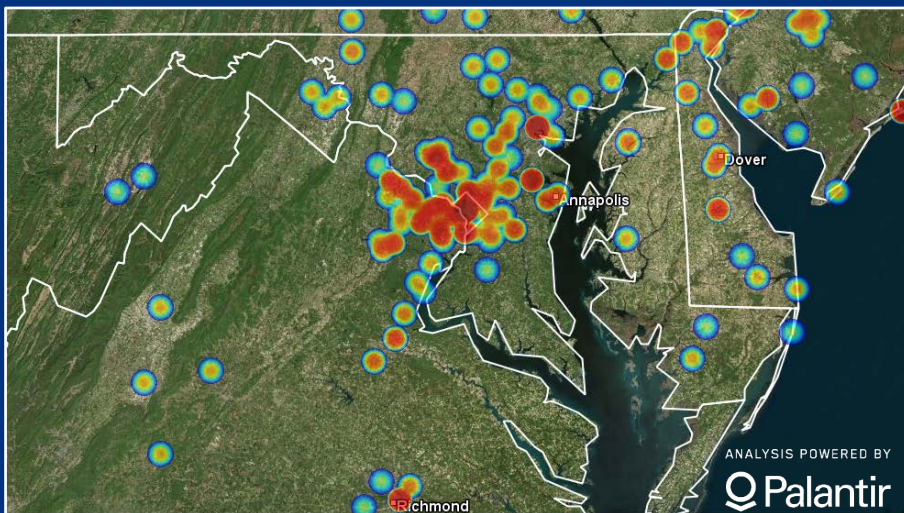 Dover
Annapolis
Richmond
ANALYSIS POWERED BY
Palantir